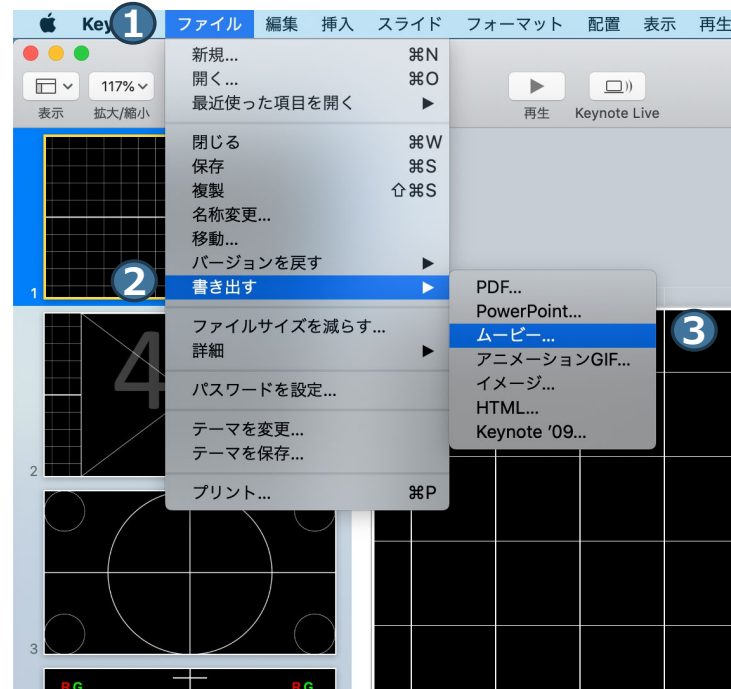 Key
1
ファイル 編集 挿入 スライド フォーマット 配置 表示 再生
新規... ⌘N
開く... ⌘O
最近使った項目を開く ▶
閉じる ⌘W
保存 ⌘S
複製 ⇧⌘S
名称変更...
移動...
バージョンを戻す ▶
2
書き出す ▶
ファイルサイズを減らす...
詳細 ▶
パスワードを設定...
テーマを変更...
テーマを保存...
プリント... ⌘P
PDF...
PowerPoint...
ムービー...
3
アニメーションGIF...
イメージ...
HTML...
Keynote '09...
117%
表示 拡大/縮小
再生 Keynote Live
1
4
2
3
R G
R G